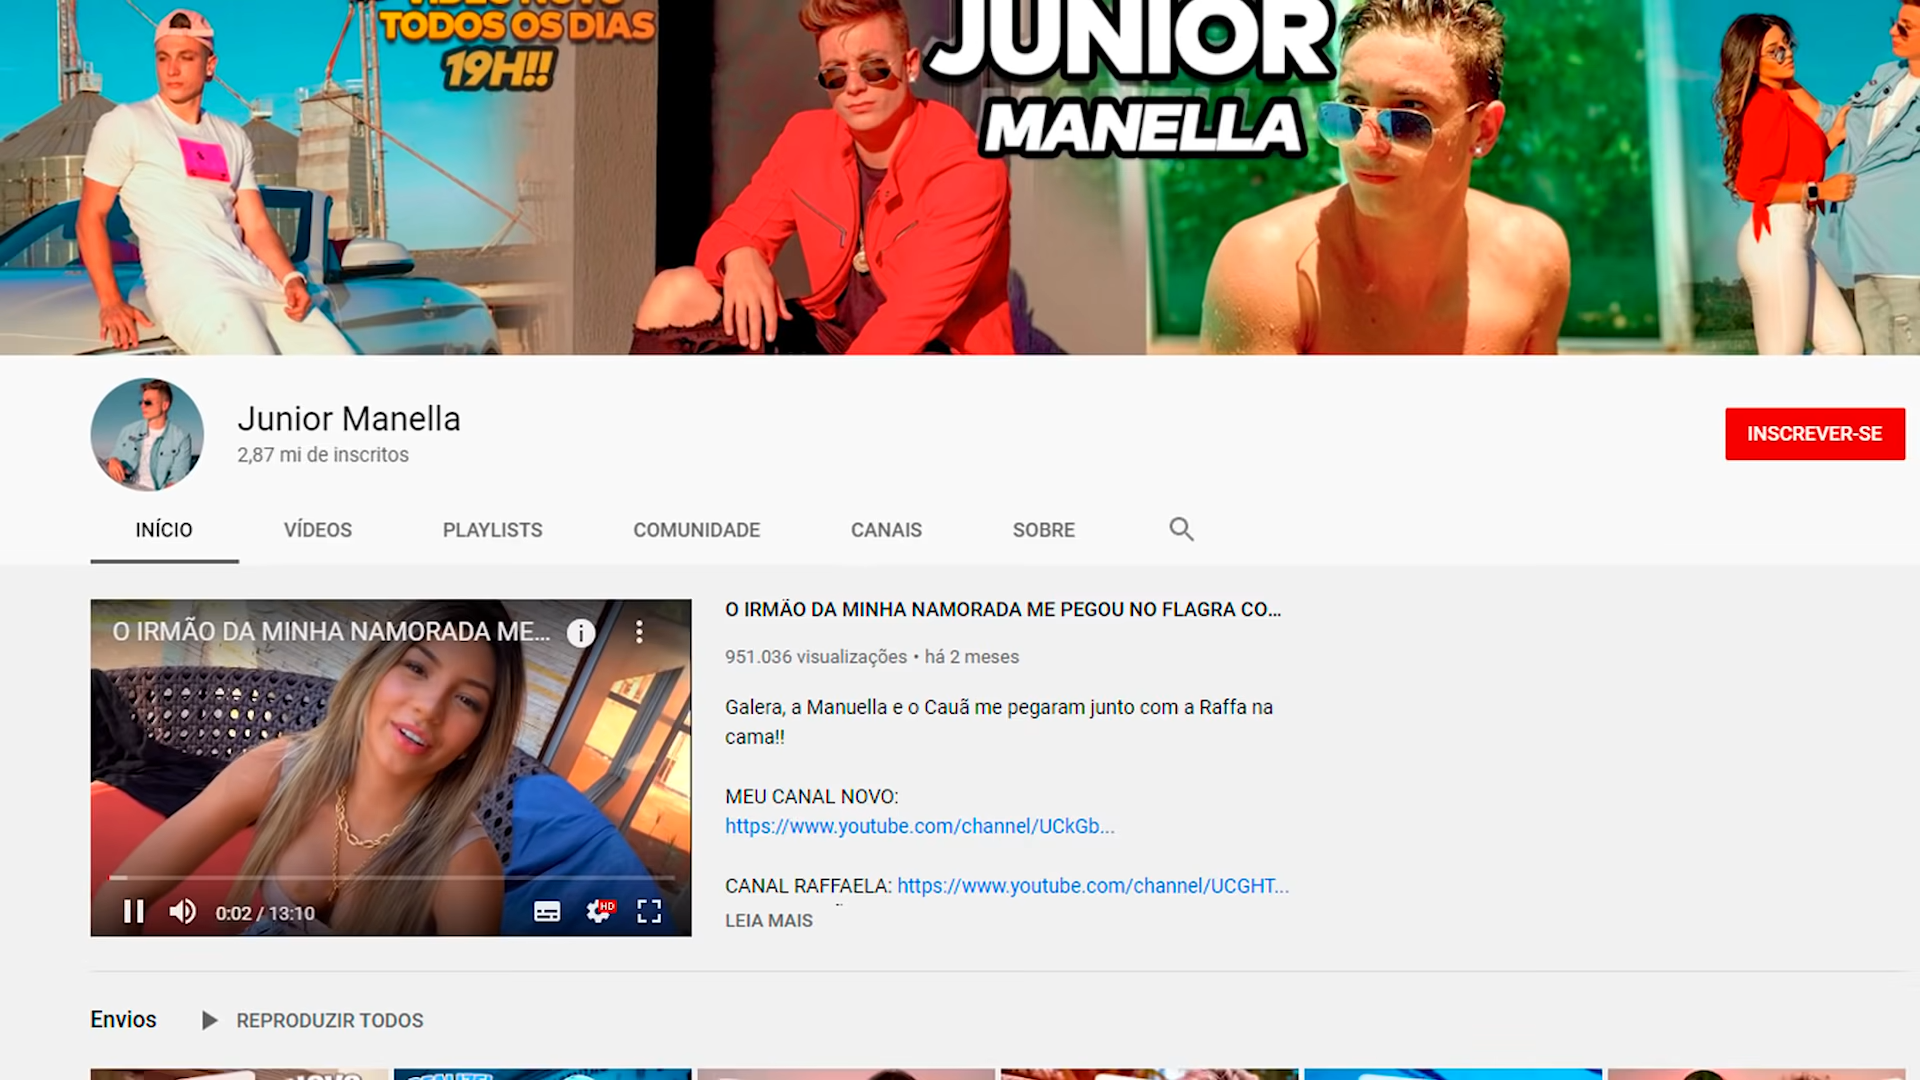 VÍDEO NOVO
TODOS OS DIAS
19H!!
JUNIOR
MANELLA
Junior Manella
2,87 mi de inscritos
INSCREVER-SE
INÍCIO
VÍDEOS
PLAYLISTS
COMUNIDADE
CANAIS
SOBRE
O IRMÃO DA MINHA NAMORADA ME...
0:02 / 13:10
HD
O IRMÃO DA MINHA NAMORADA ME PEGOU NO FLAGRA CO...
951.036 visualizações • há 2 meses
Galera, a Manuella e o Cauã me pegaram junto com a Raffa na
cama!!
MEU CANAL NOVO:
https://www.youtube.com/channel/UCkGb...
CANAL RAFFAELA: https://www.youtube.com/channel/UCGHT...
LEIA MAIS
Envios
REPRODUZIR TODOS